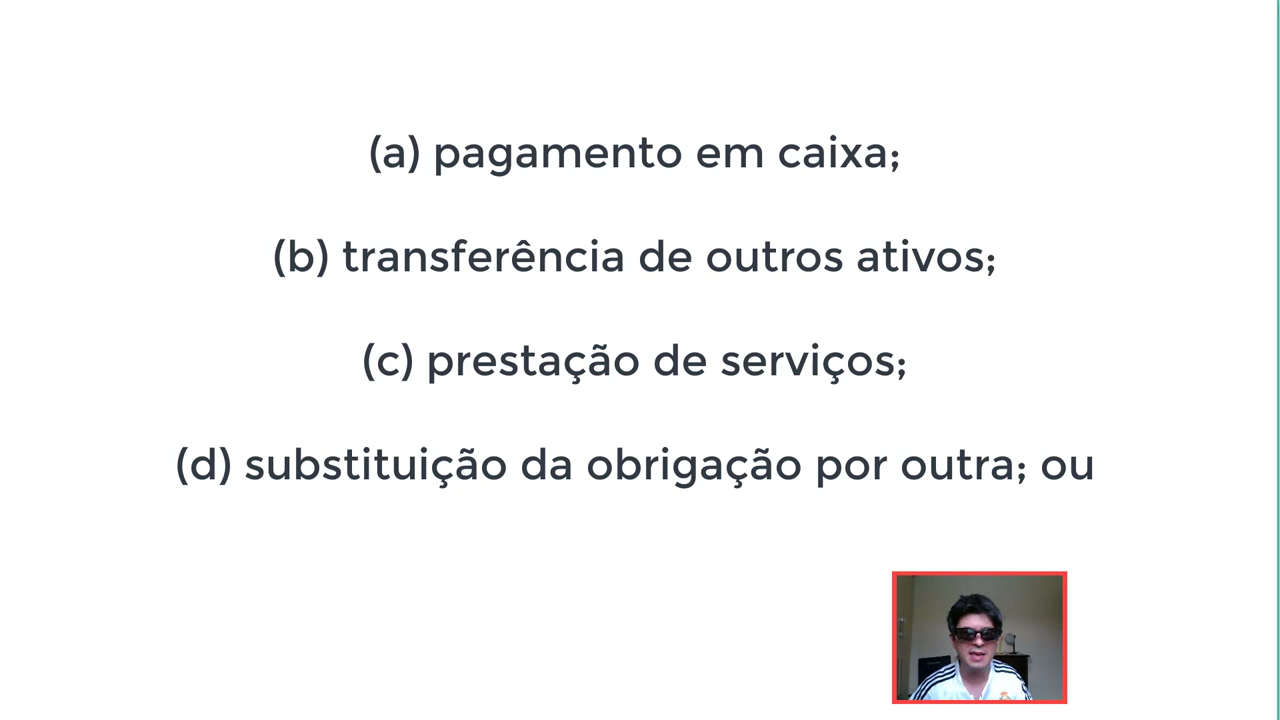 (a) pagamento em caixa;
(b) transferência de outros ativos;
(c) prestação de serviços;
(d) substituição da obrigação por outra; ou